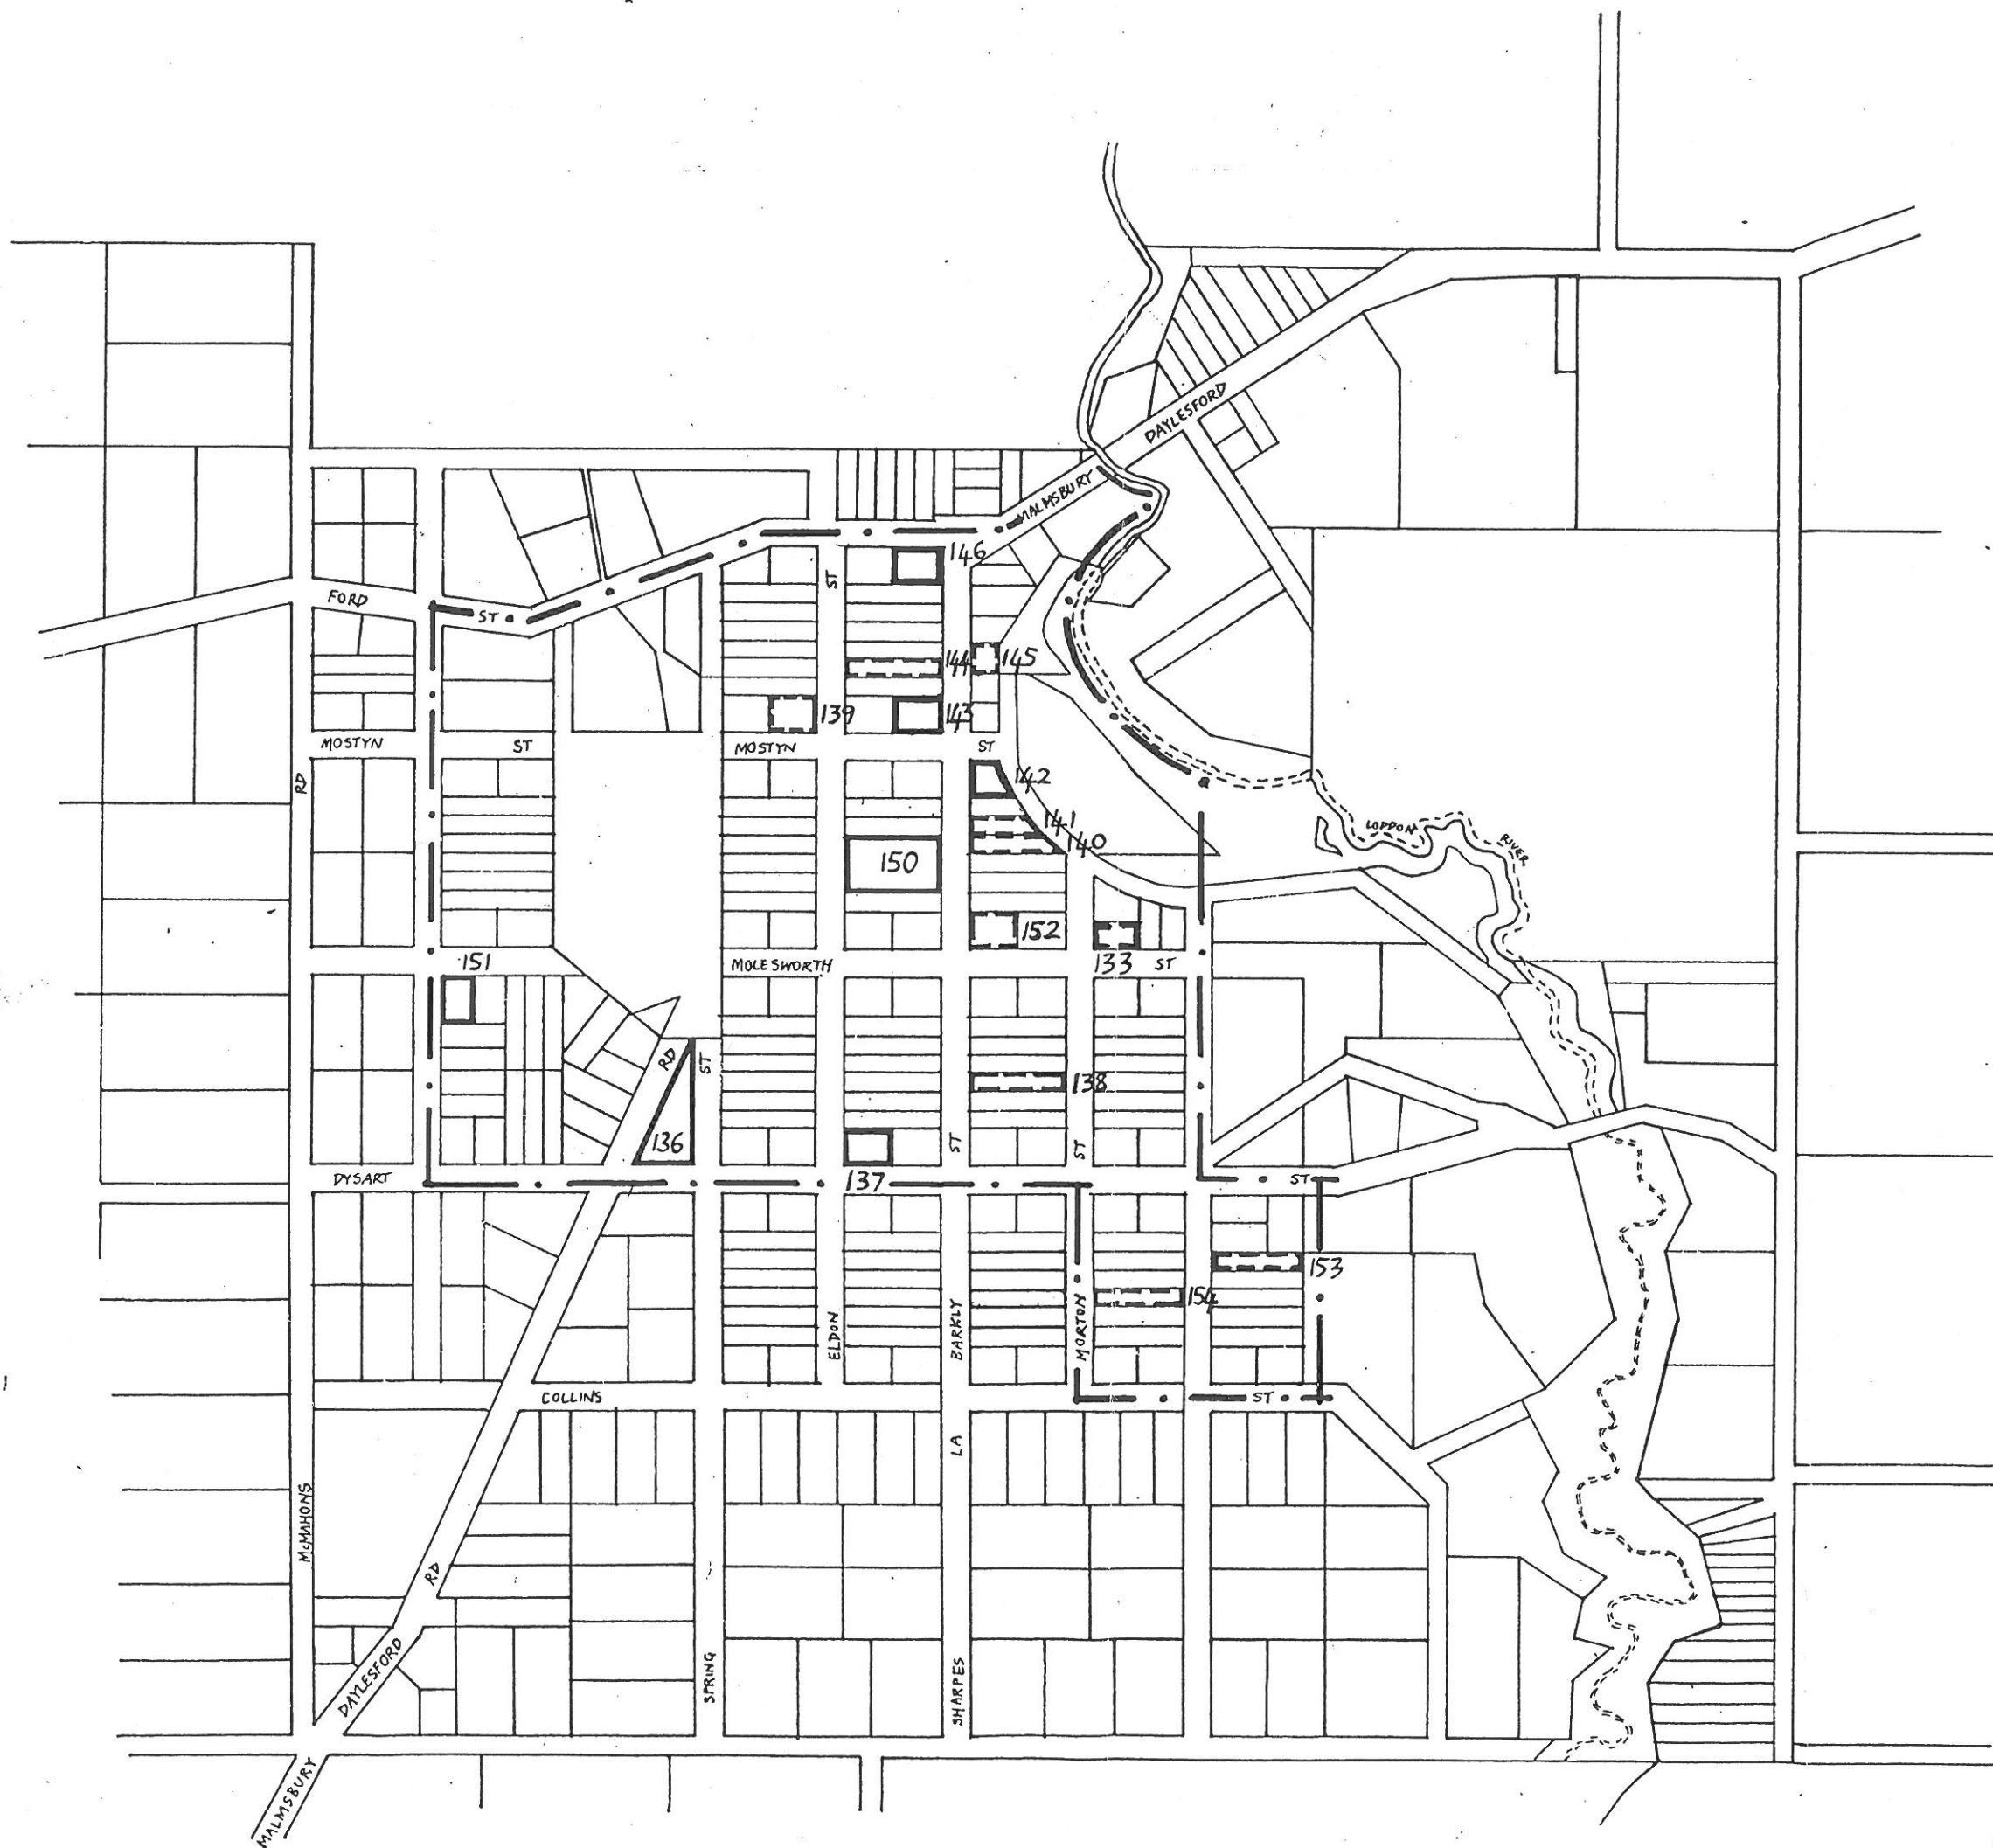 DAYLESFORD
MALMSBURY
146
ST
FORD
ST
144
145
139
143
MOSTYN
ST
MOSTYN
ST
RD
142
141
140
LODDON
RIVER
150
152
133
ST
151
MOLESWORTH
RD
ST
138
136
ST
ST
DYSART
137
ST
153
154
ELDON
BARKLY
MORTON
COLLINS
ST
LA
McMAHONS
RD
DAYLESFORD
SPRING
SHARPES
MALMSBURY